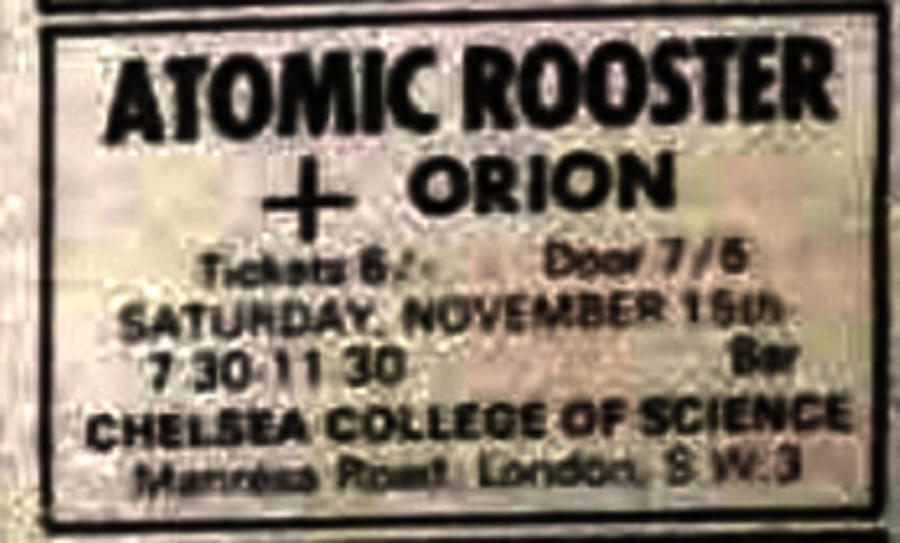 ATOMIC ROOSTER
+ ORION
Tickets 6/- Door 7/6
SATURDAY, NOVEMBER 15th
7 30-11 30 Bar
CHELSEA COLLEGE OF SCIENCE
Manresa Road, London, S.W.3